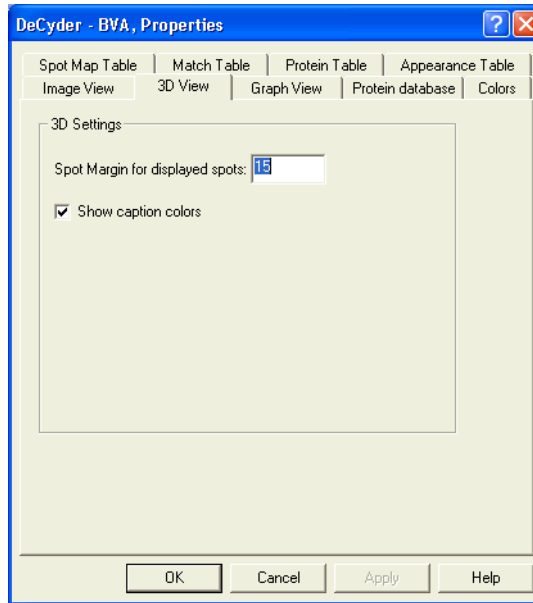 DeCyder - BVA, Properties
Spot Map Table Match Table Protein Table Appearance Table
Image View 3D View Graph View Protein database Colors
3D Settings
Spot Margin for displayed spots: 15
Show caption colors
OK Cancel Apply Help